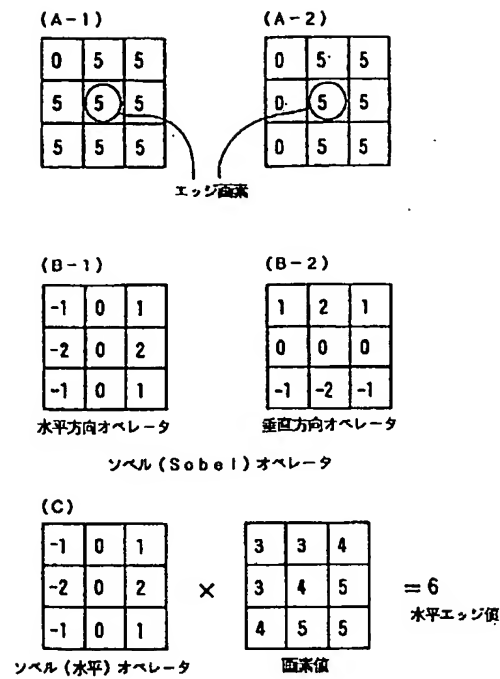 (A-1) (A-2)
0 5 5 0 5 5
5 5 5 0 5 5
5 5 5 0 5 5
エッジ画素
(B-1) (B-2)
-1 0 1 1 2 1
-2 0 2 0 0 0
-1 0 1 -1 -2 -1
水平方向オペレータ 垂直方向オペレータ
ソベル(Sobel)オペレータ
(C)
-1 0 1 3 3 4
-2 0 2 × 3 4 5 =6
水平エッジ値
-1 0 1 4 5 5
ソベル(水平)オペレータ 画素値